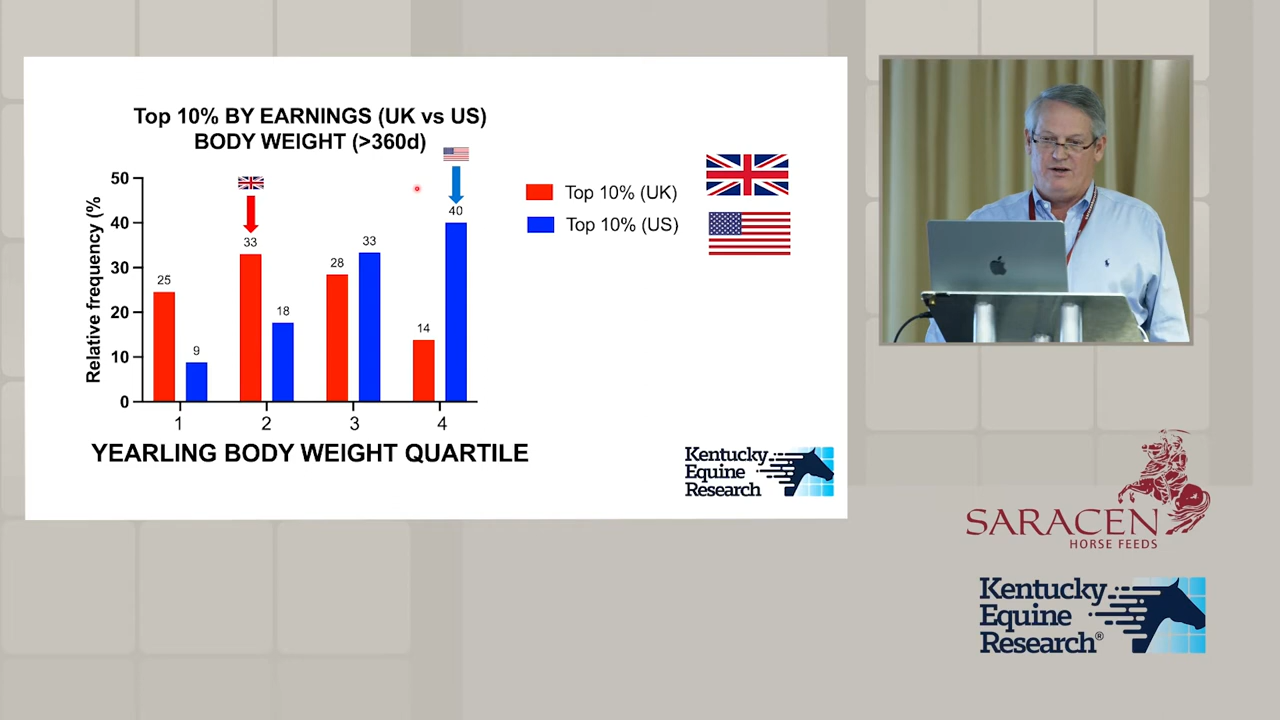 Top 10% BY EARNINGS (UK vs US)
BODY WEIGHT (>360d)
Relative frequency (%
50
40
30
20
10
0
25
9
33
18
28
33
14
40
1
2
3
4
YEARLING BODY WEIGHT QUARTILE
Top 10% (UK)
Top 10% (US)
Kentucky
Equine
Research
SARACEN
HORSE FEEDS
Kentucky
Equine
Research®